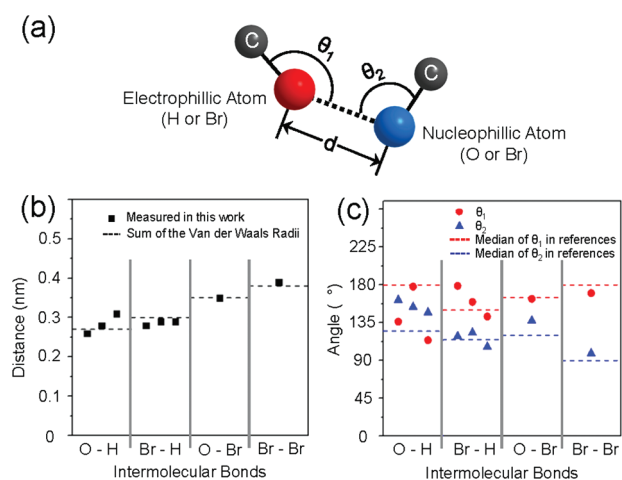 (a)
C
θ1
θ2
C
Electrophillic Atom
(H or Br)
d
Nucleophillic Atom
(O or Br)
(b)
Measured in this work
Sum of the Van der Waals Radii
0.6
0.5
0.4
0.3
0.2
0.1
0
Distance (nm)
O - H
Br - H
O - Br
Br - Br
Intermolecular Bonds
(c)
θ1
θ2
Median of θ1 in references
Median of θ2 in references
225
180
135
90
45
0
Angle ( °)
O - H
Br - H
O - Br
Br - Br
Intermolecular Bonds